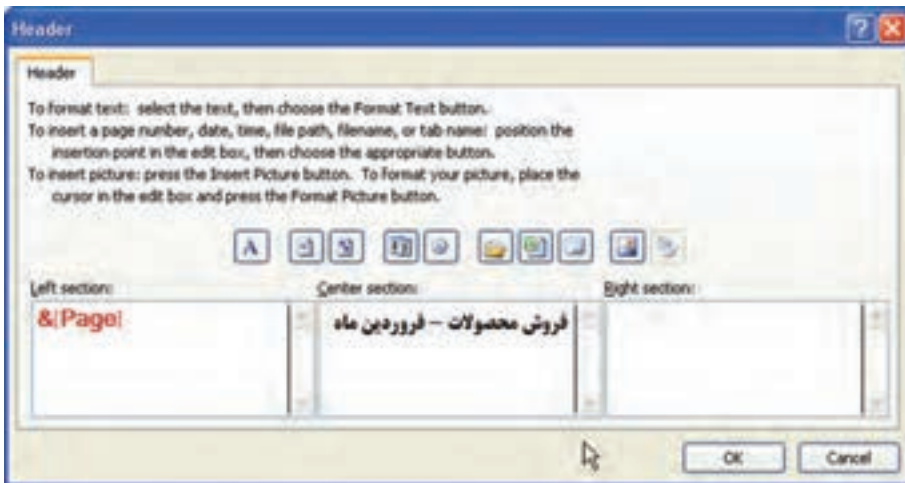 Header
Header
To format text: select the text, then choose the Format Text button.
To insert a page number, date, time, file path, filename, or tab name: position the
insertion point in the edit box, then choose the appropriate button.
To insert picture: press the Insert Picture button. To format your picture, place the
cursor in the edit box and press the Format Picture button.
A
Left section: Center section: Right section:
&[Page] فروش محصولات - فروردین ماه
OK Cancel